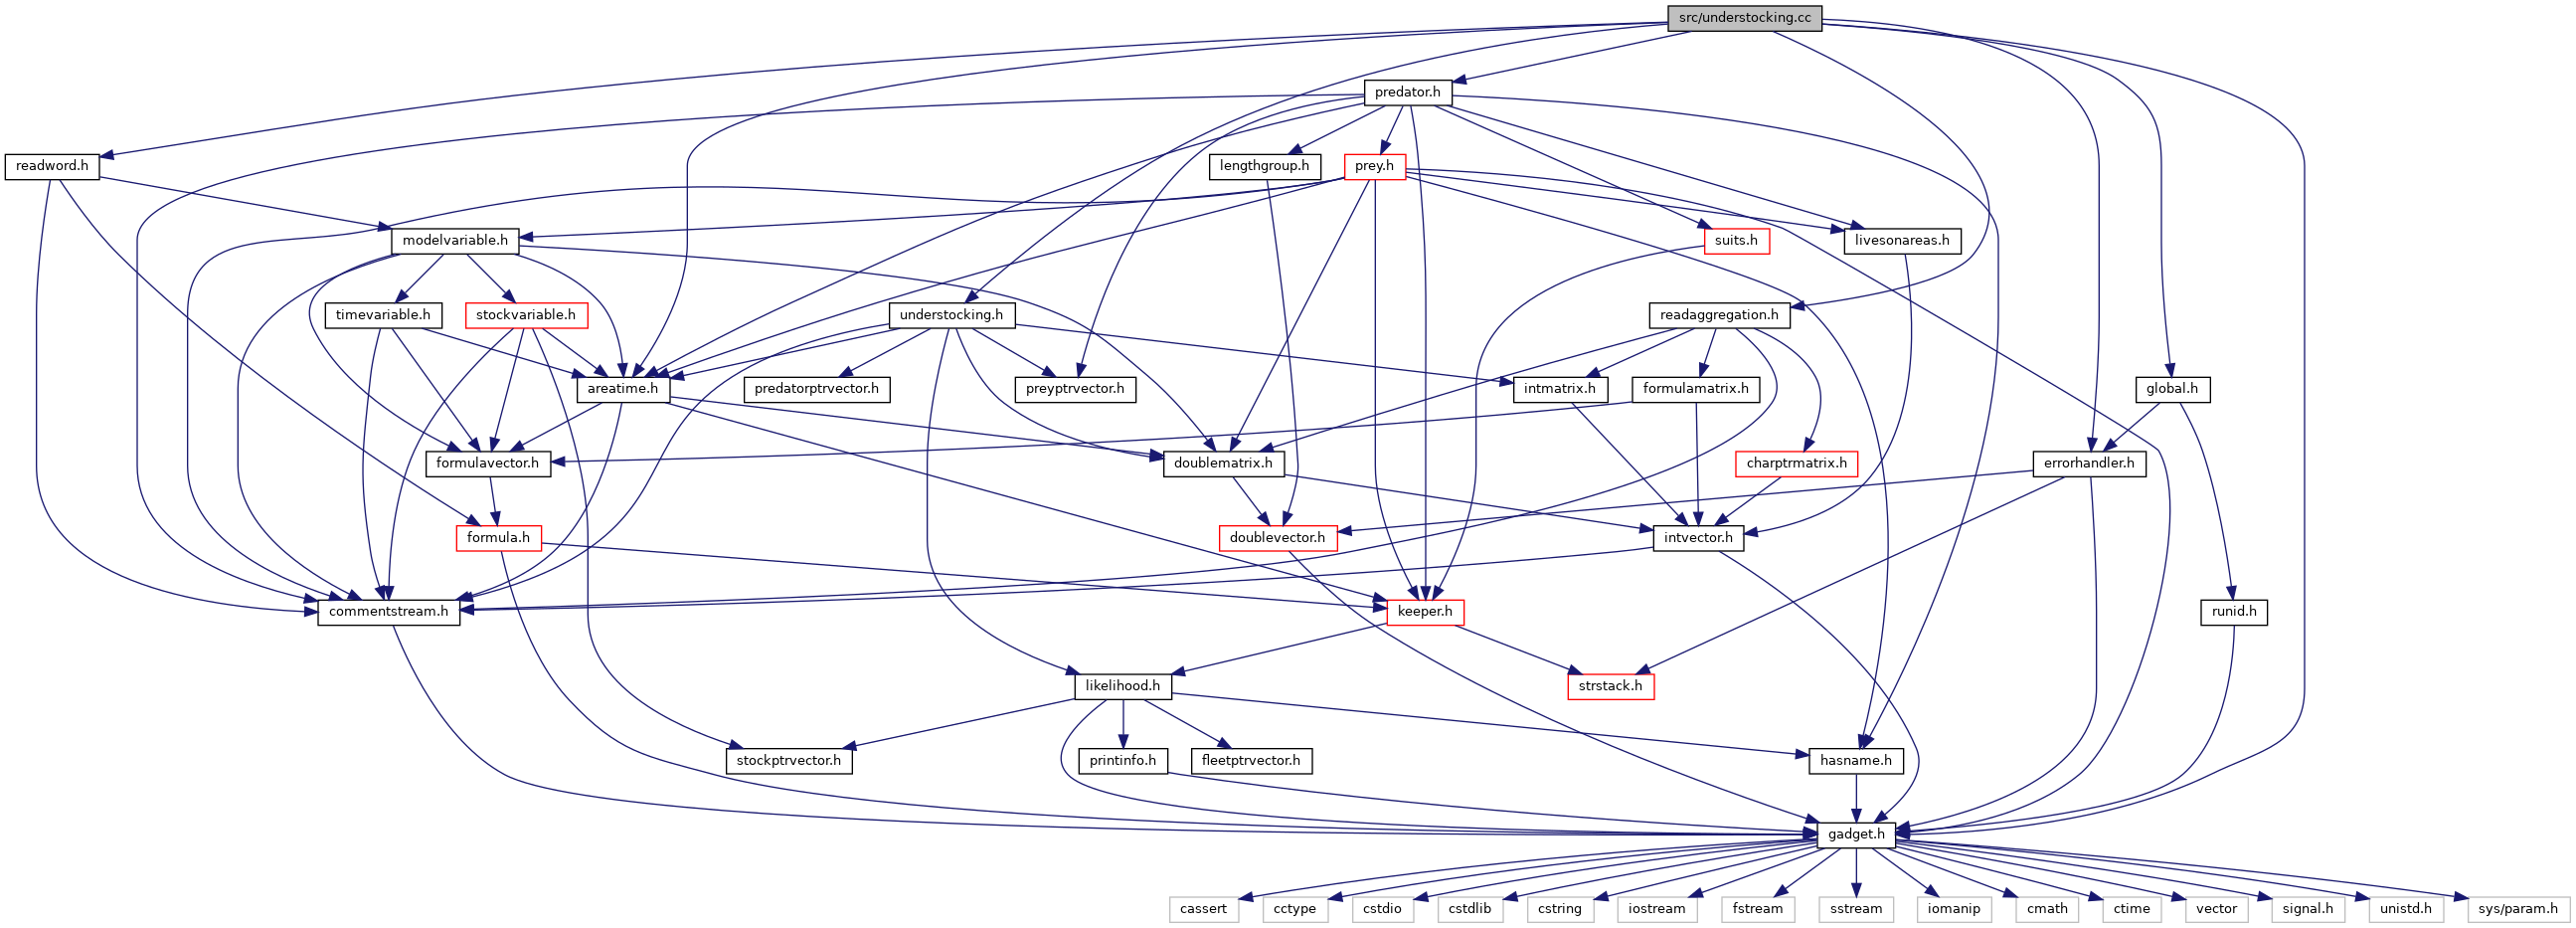 src/understocking.cc
predator.h
readword.h
lengthgroup.h
prey.h
modelvariable.h
suits.h
livesonareas.h
timevariable.h
stockvariable.h
understocking.h
readaggregation.h
areatime.h
predatorptrvector.h
preyptrvector.h
intmatrix.h
formulamatrix.h
global.h
formulavector.h
doublematrix.h
charptrmatrix.h
errorhandler.h
formula.h
doublevector.h
intvector.h
commentstream.h
keeper.h
runid.h
likelihood.h
strstack.h
stockptrvector.h
printinfo.h
fleetptrvector.h
hasname.h
gadget.h
cassert
cctype
cstdio
cstdlib
cstring
iostream
fstream
sstream
iomanip
cmath
ctime
vector
signal.h
unistd.h
sys/param.h